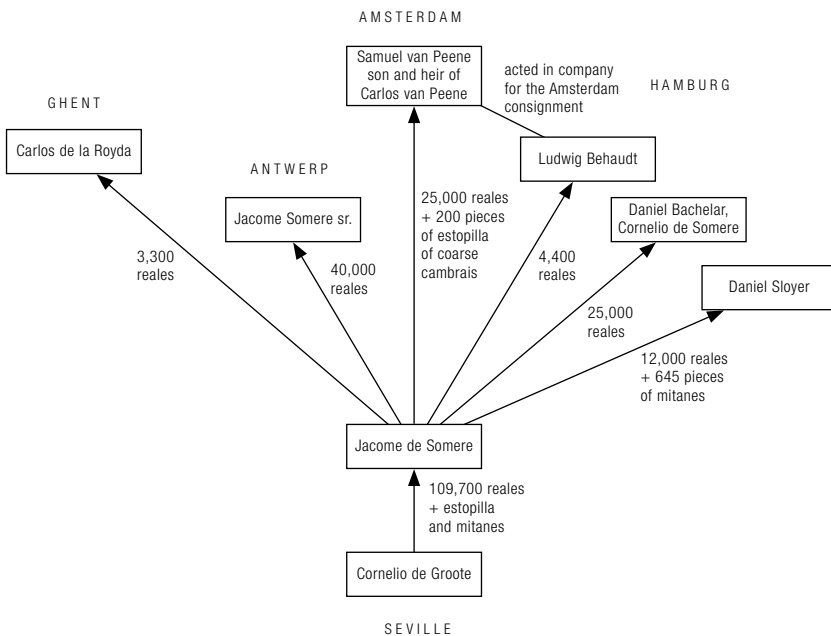 AMSTERDAM
Samuel van Peene
son and heir of
Carlos van Peene
acted in company
for the Amsterdam
consignment
HAMBURG
GHENT
Carlos de la Royda
Ludwig Behaudt
ANTWERP
Jacome Somere sr.
Daniel Bachelar,
Cornelio de Somere
Daniel Sloyer
3,300
reales
40,000
reales
25,000 reales
+ 200 pieces
of estopilla
of coarse
cambrais
4,400
reales
25,000
reales
12,000 reales
+ 645 pieces
of mitanes
Jacome de Somere
109,700 reales
+ estopilla
and mitanes
Cornelio de Groote
SEVILLE